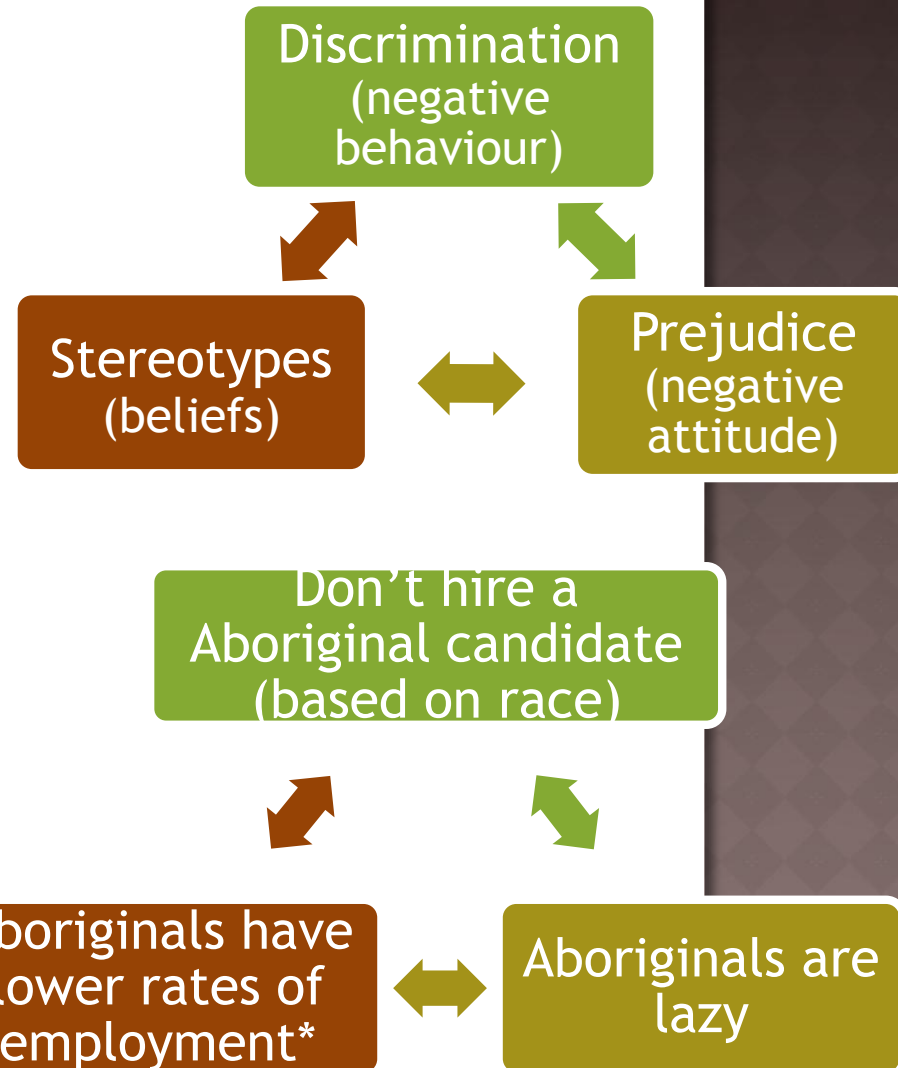 Discrimination
(negative
behaviour)
Stereotypes
(beliefs)
Prejudice
(negative
attitude)
Don't hire a
Aboriginal candidate
(based on race)
boriginals have
lower rates of
employment*
Aboriginals are
lazy